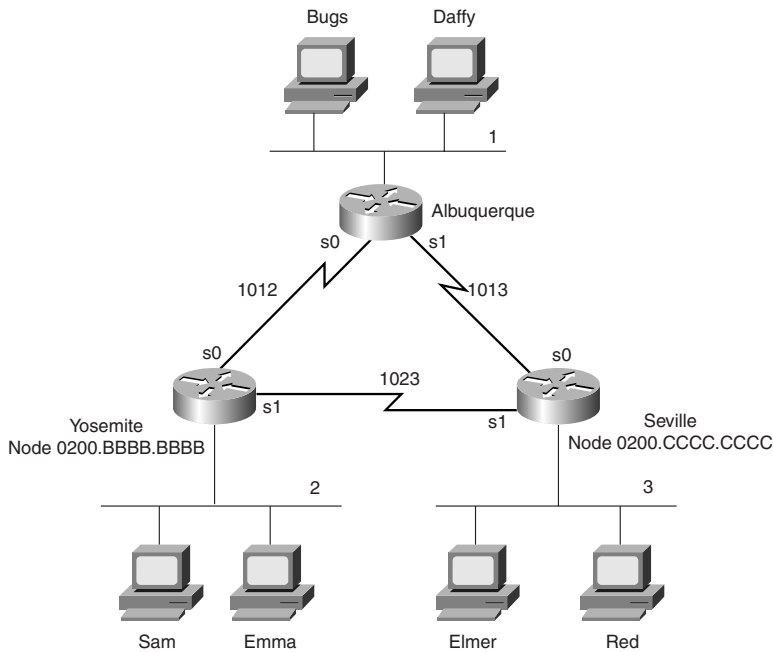 Bugs Daffy
1
Albuquerque
s0 s1
1012 1013
s0 s0
1023
s1 s1
Yosemite
Node 0200.BBBB.BBBB
Seville
Node 0200.CCCC.CCCC
2 3
Sam Emma Elmer Red